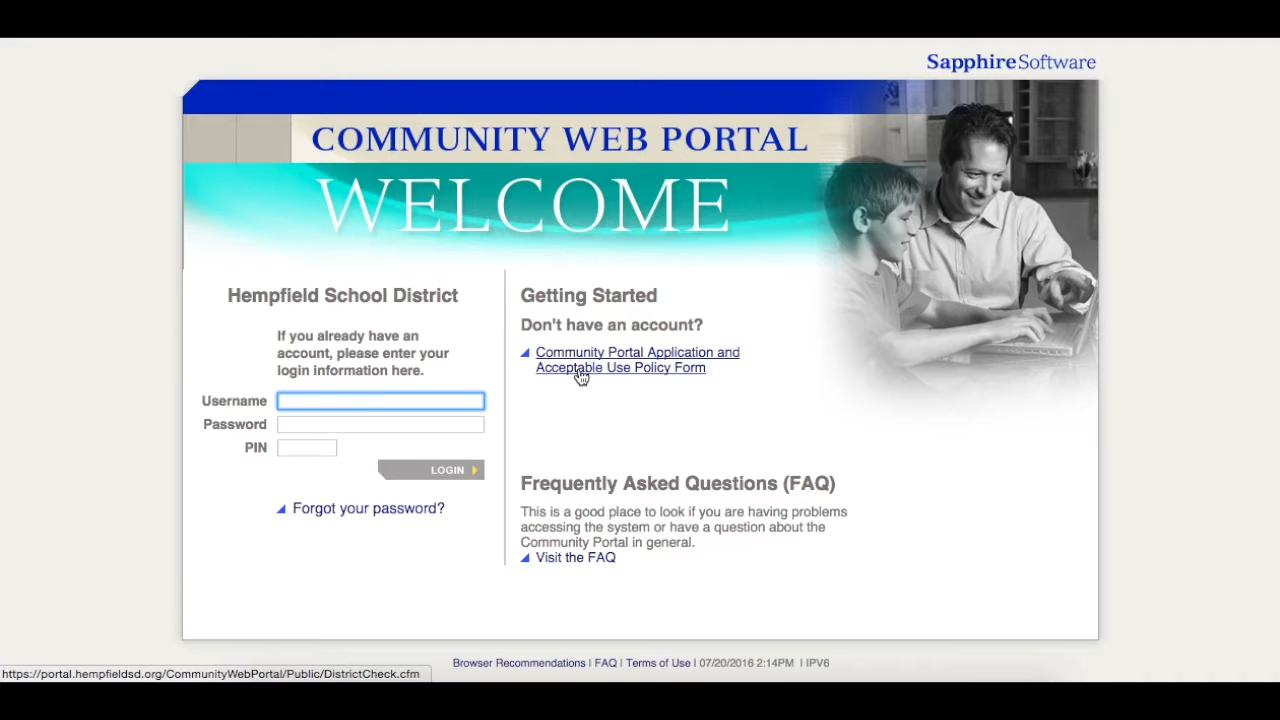 SapphireSoftware
COMMUNITY WEB PORTAL
WELCOME
Hempfield School District
If you already have an
account, please enter your
login information here.
Username
Password
PIN
LOGIN
Forgot your password?
Getting Started
Don't have an account?
Community Portal Application and
Acceptable Use Policy Form
Frequently Asked Questions (FAQ)
This is a good place to look if you are having problems
accessing the system or have a question about the
Community Portal in general.
Visit the FAQ
Browser Recommendations | FAQ | Terms of Use | 07/20/2016 2:14PM | IPV6
https://portal.hempfieldsd.org/CommunityWebPortal/Public/DistrictCheck.cfm